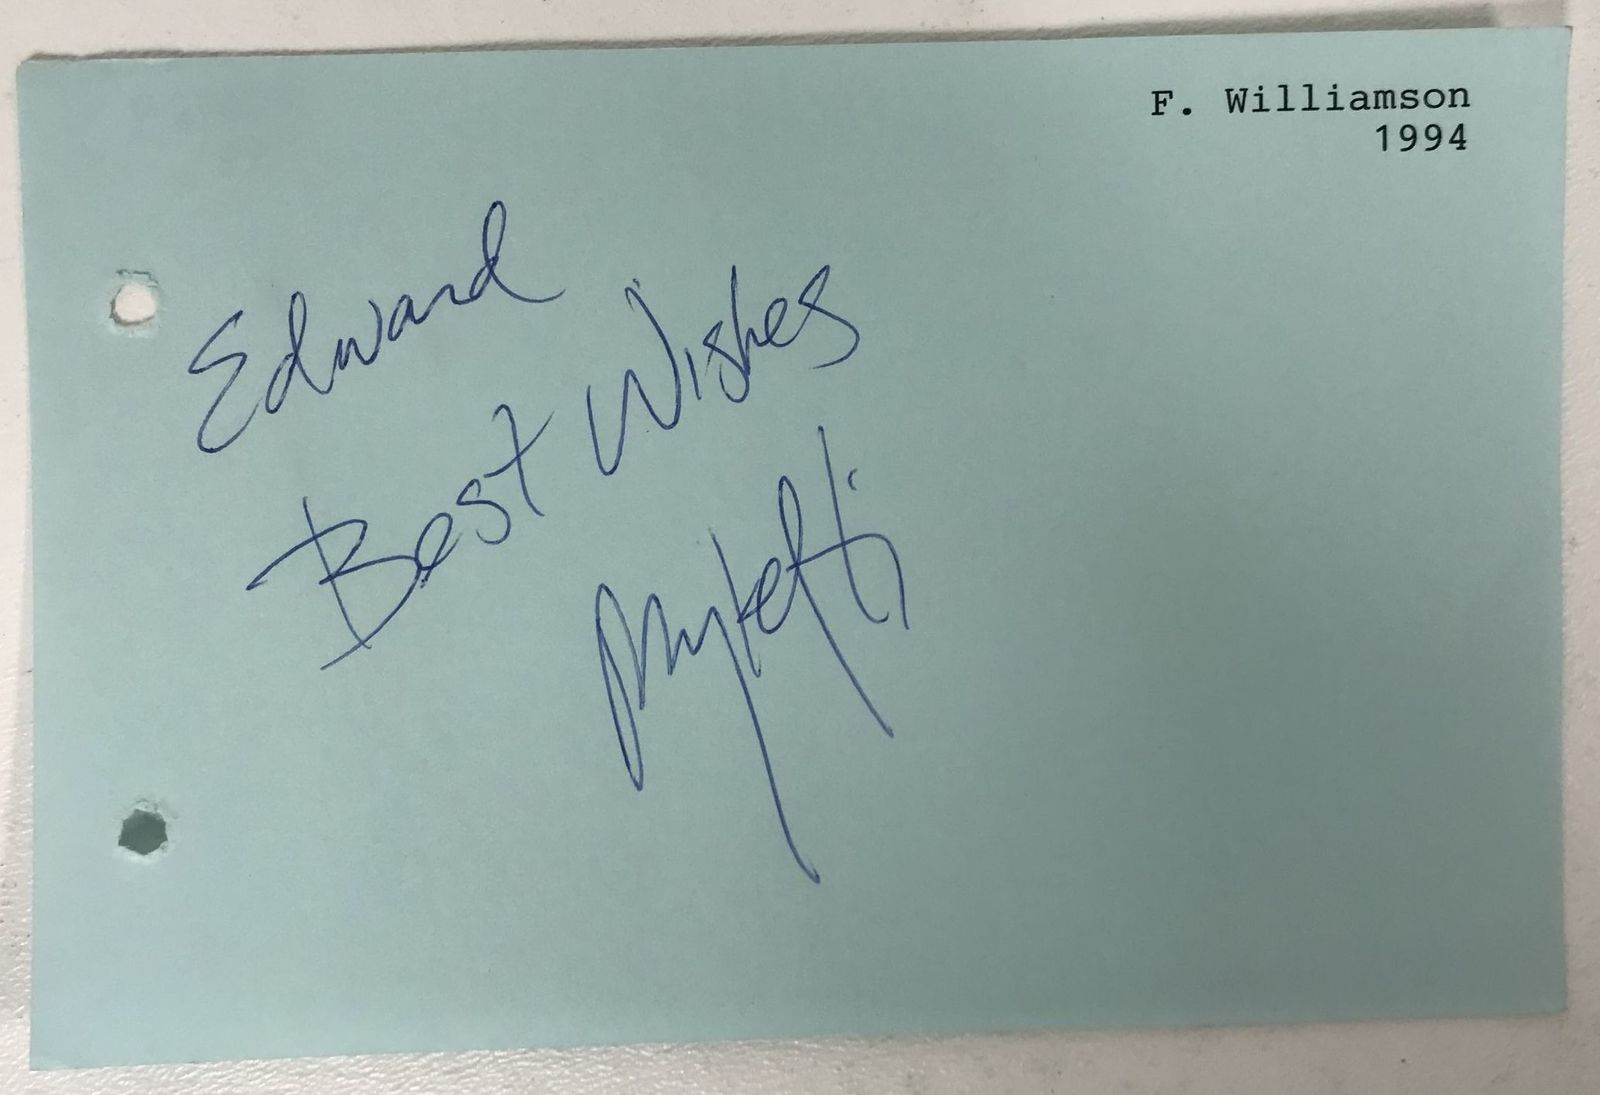 F. Williamson
1994
Edward
Best Wishes